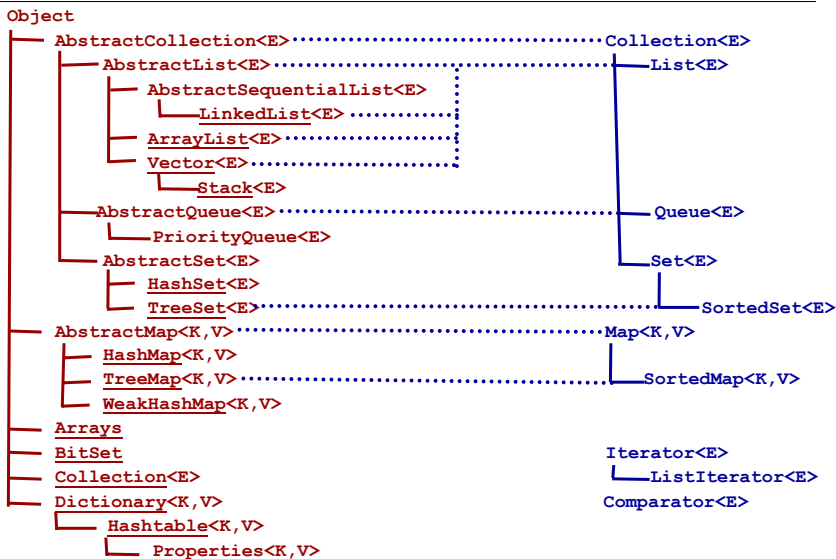 Object
AbstractCollection<E> Collection<E>
AbstractList<E> List<E>
AbstractSequentialList<E>
LinkedList<E>
ArrayList<E>
Vector<E>
Stack<E>
AbstractQueue<E> Queue<E>
PriorityQueue<E>
AbstractSet<E> Set<E>
HashSet<E>
TreeSet<E> SortedSet<E>
AbstractMap<K,V> Map<K,V>
HashMap<K,V>
TreeMap<K,V> SortedMap<K,V>
WeakHashMap<K,V>
Arrays
BitSet Iterator<E>
Collection<E> ListIterator<E>
Dictionary<K,V> Comparator<E>
Hashtable<K,V>
Properties<K,V>